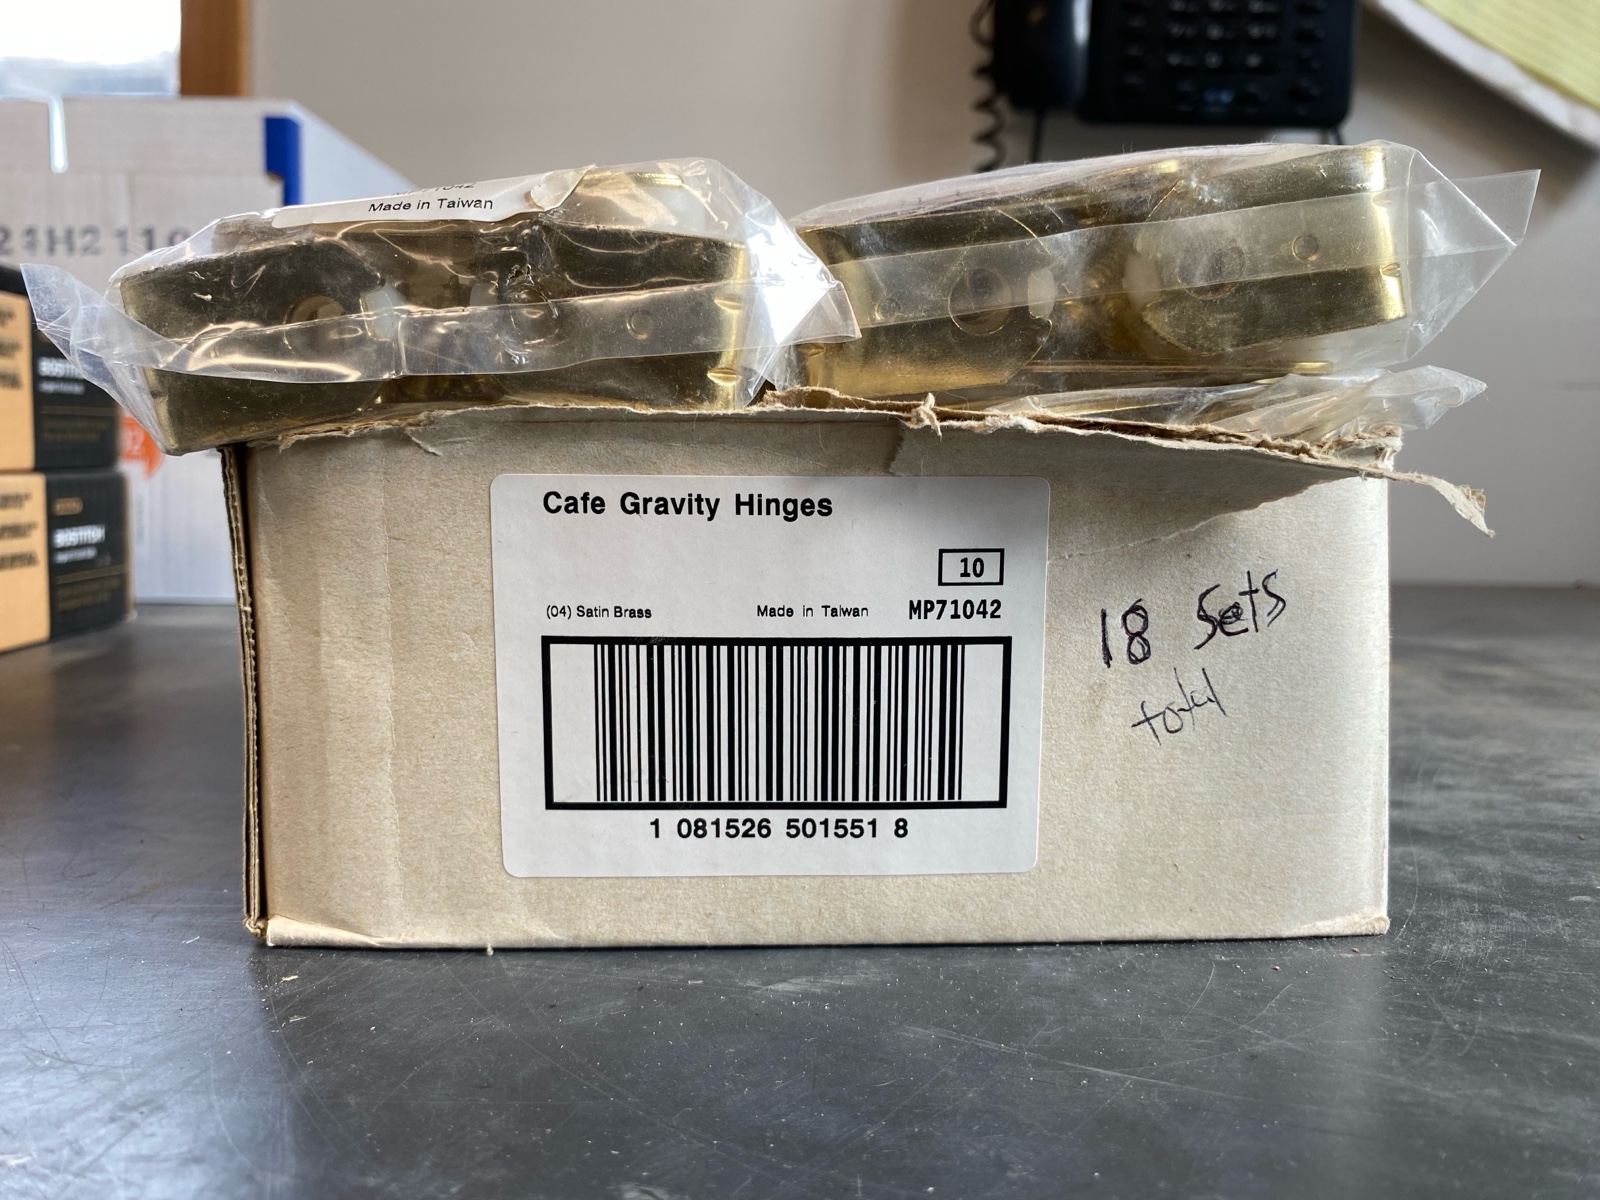 Made in Taiwan
BOSTITCH
Cafe Gravity Hinges
10
(04) Satin Brass Made in Taiwan MP71042
1 081526 501551 8
18 Sets
total